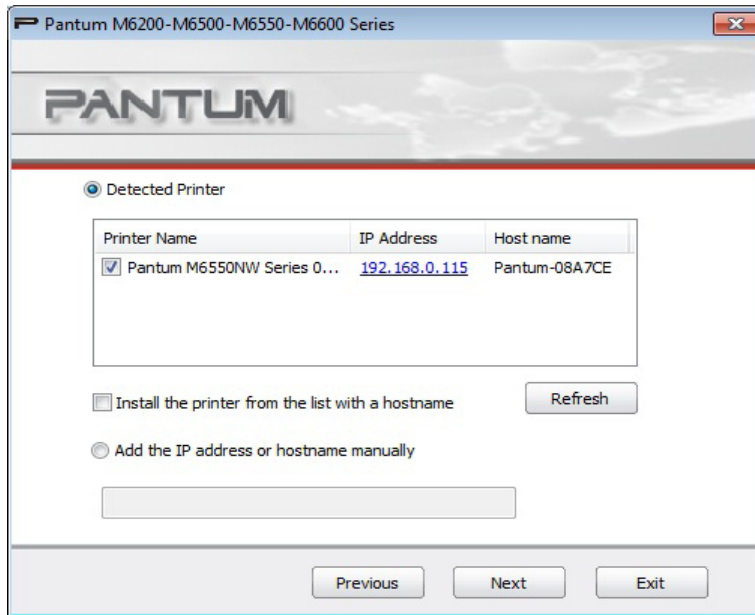 Pantum M6200-M6500-M6550-M6600 Series
PANTUM
Detected Printer
Printer Name IP Address Host name
Pantum M6550NW Series 0... 192.168.0.115 Pantum-08A7CE
Install the printer from the list with a hostname Refresh
Add the IP address or hostname manually
Previous Next Exit